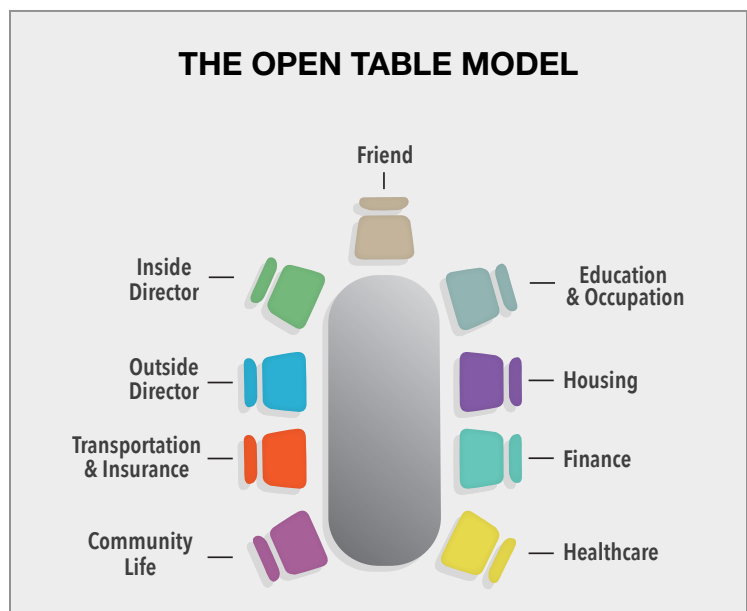 THE OPEN TABLE MODEL
Friend
Inside
Director
Education
& Occupation
Outside
Director
Housing
Transportation
& Insurance
Finance
Community
Life
Healthcare